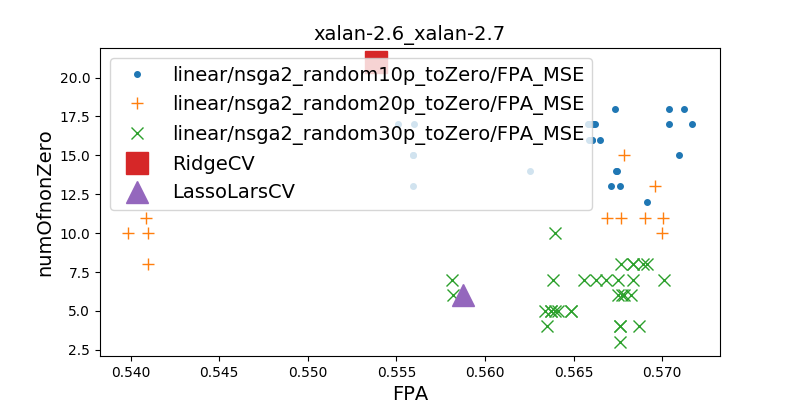 xalan-2.6_xalan-2.7
numOfnonZero
20.0
17.5
15.0
12.5
10.0
7.5
5.0
2.5
linear/nsga2_random10p_toZero/FPA_MSE
linear/nsga2_random20p_toZero/FPA_MSE
linear/nsga2_random30p_toZero/FPA_MSE
RidgeCV
LassoLarsCV
0.540 0.545 0.550 0.555 0.560 0.565 0.570
FPA